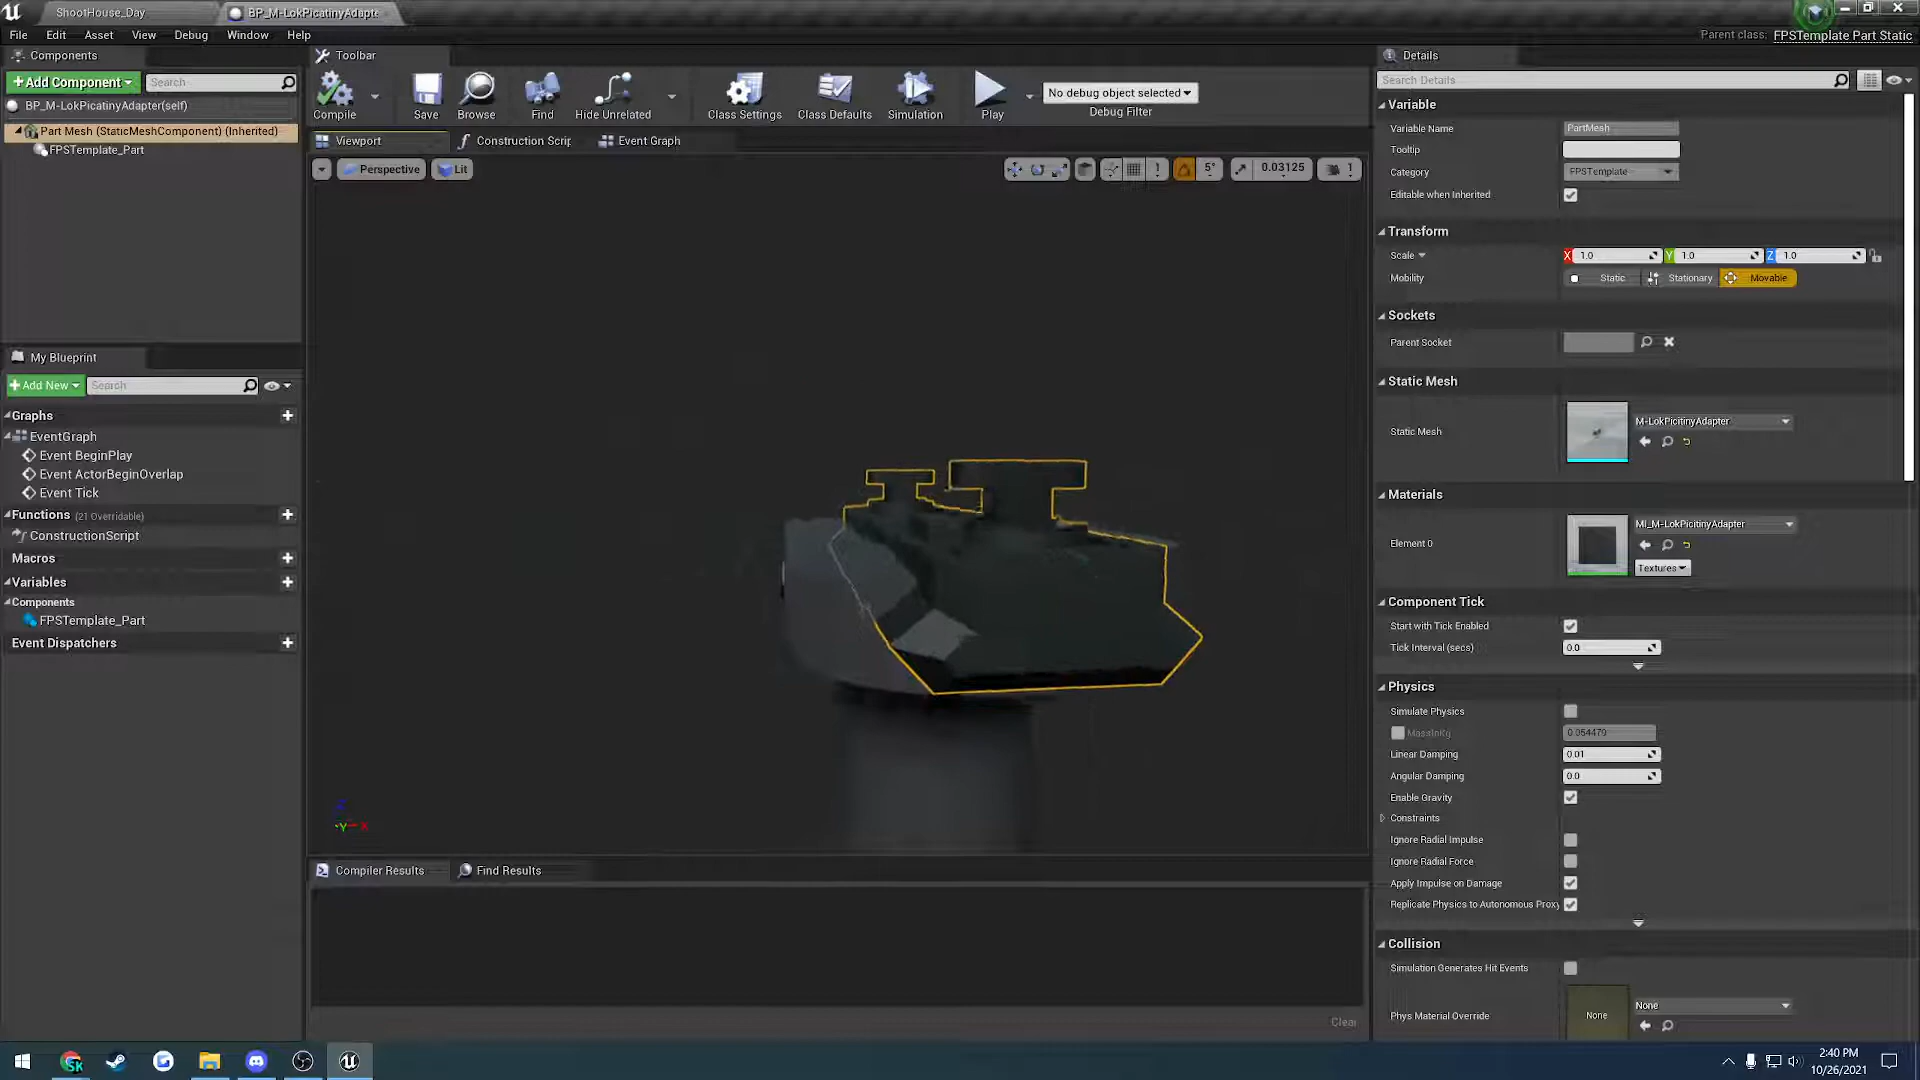 ShootHouse_Day
BP_M-LokPicatinyAdapte
File Edit Asset View Debug Window Help
Parent class: FPSTemplate Part Static
Components
+Add Component
Search
BP_M-LokPicatinyAdapter(self)
Part Mesh (StaticMeshComponent) (Inherited)
FPSTemplate_Part
My Blueprint
+Add New
Search
Graphs
EventGraph
Event BeginPlay
Event ActorBeginOverlap
Event Tick
Functions (21 Overridable)
ConstructionScript
Macros
Variables
Components
FPSTemplate_Part
Event Dispatchers
Toolbar
Compile
Save
Browse
Find
Hide Unrelated
Class Settings
Class Defaults
Simulation
Play
No debug object selected
Debug Filter
Viewport
Construction Scrip
Event Graph
Perspective
Lit
1
5°
0.03125
1
Z
Y
X
Compiler Results
Find Results
Clear
Details
Search Details
Variable
Variable Name PartMesh
Tooltip
Category FPSTemplate
Editable when Inherited
Transform
Scale X 1.0 Y 1.0 Z 1.0
Mobility Static Stationary Movable
Sockets
Parent Socket
Static Mesh
Static Mesh M-LokPicitinyAdapter
Materials
Element 0 MI_M-LokPicitinyAdapter
Textures
Component Tick
Start with Tick Enabled
Tick Interval (secs) 0.0
Physics
Simulate Physics
MassInKg 0.054470
Linear Damping 0.01
Angular Damping 0.0
Enable Gravity
Constraints
Ignore Radial Impulse
Ignore Radial Force
Apply Impulse on Damage
Replicate Physics to Autonomous Proxy
Collision
Simulation Generates Hit Events
Phys Material Override None None
Sk
2:40 PM
10/26/2021